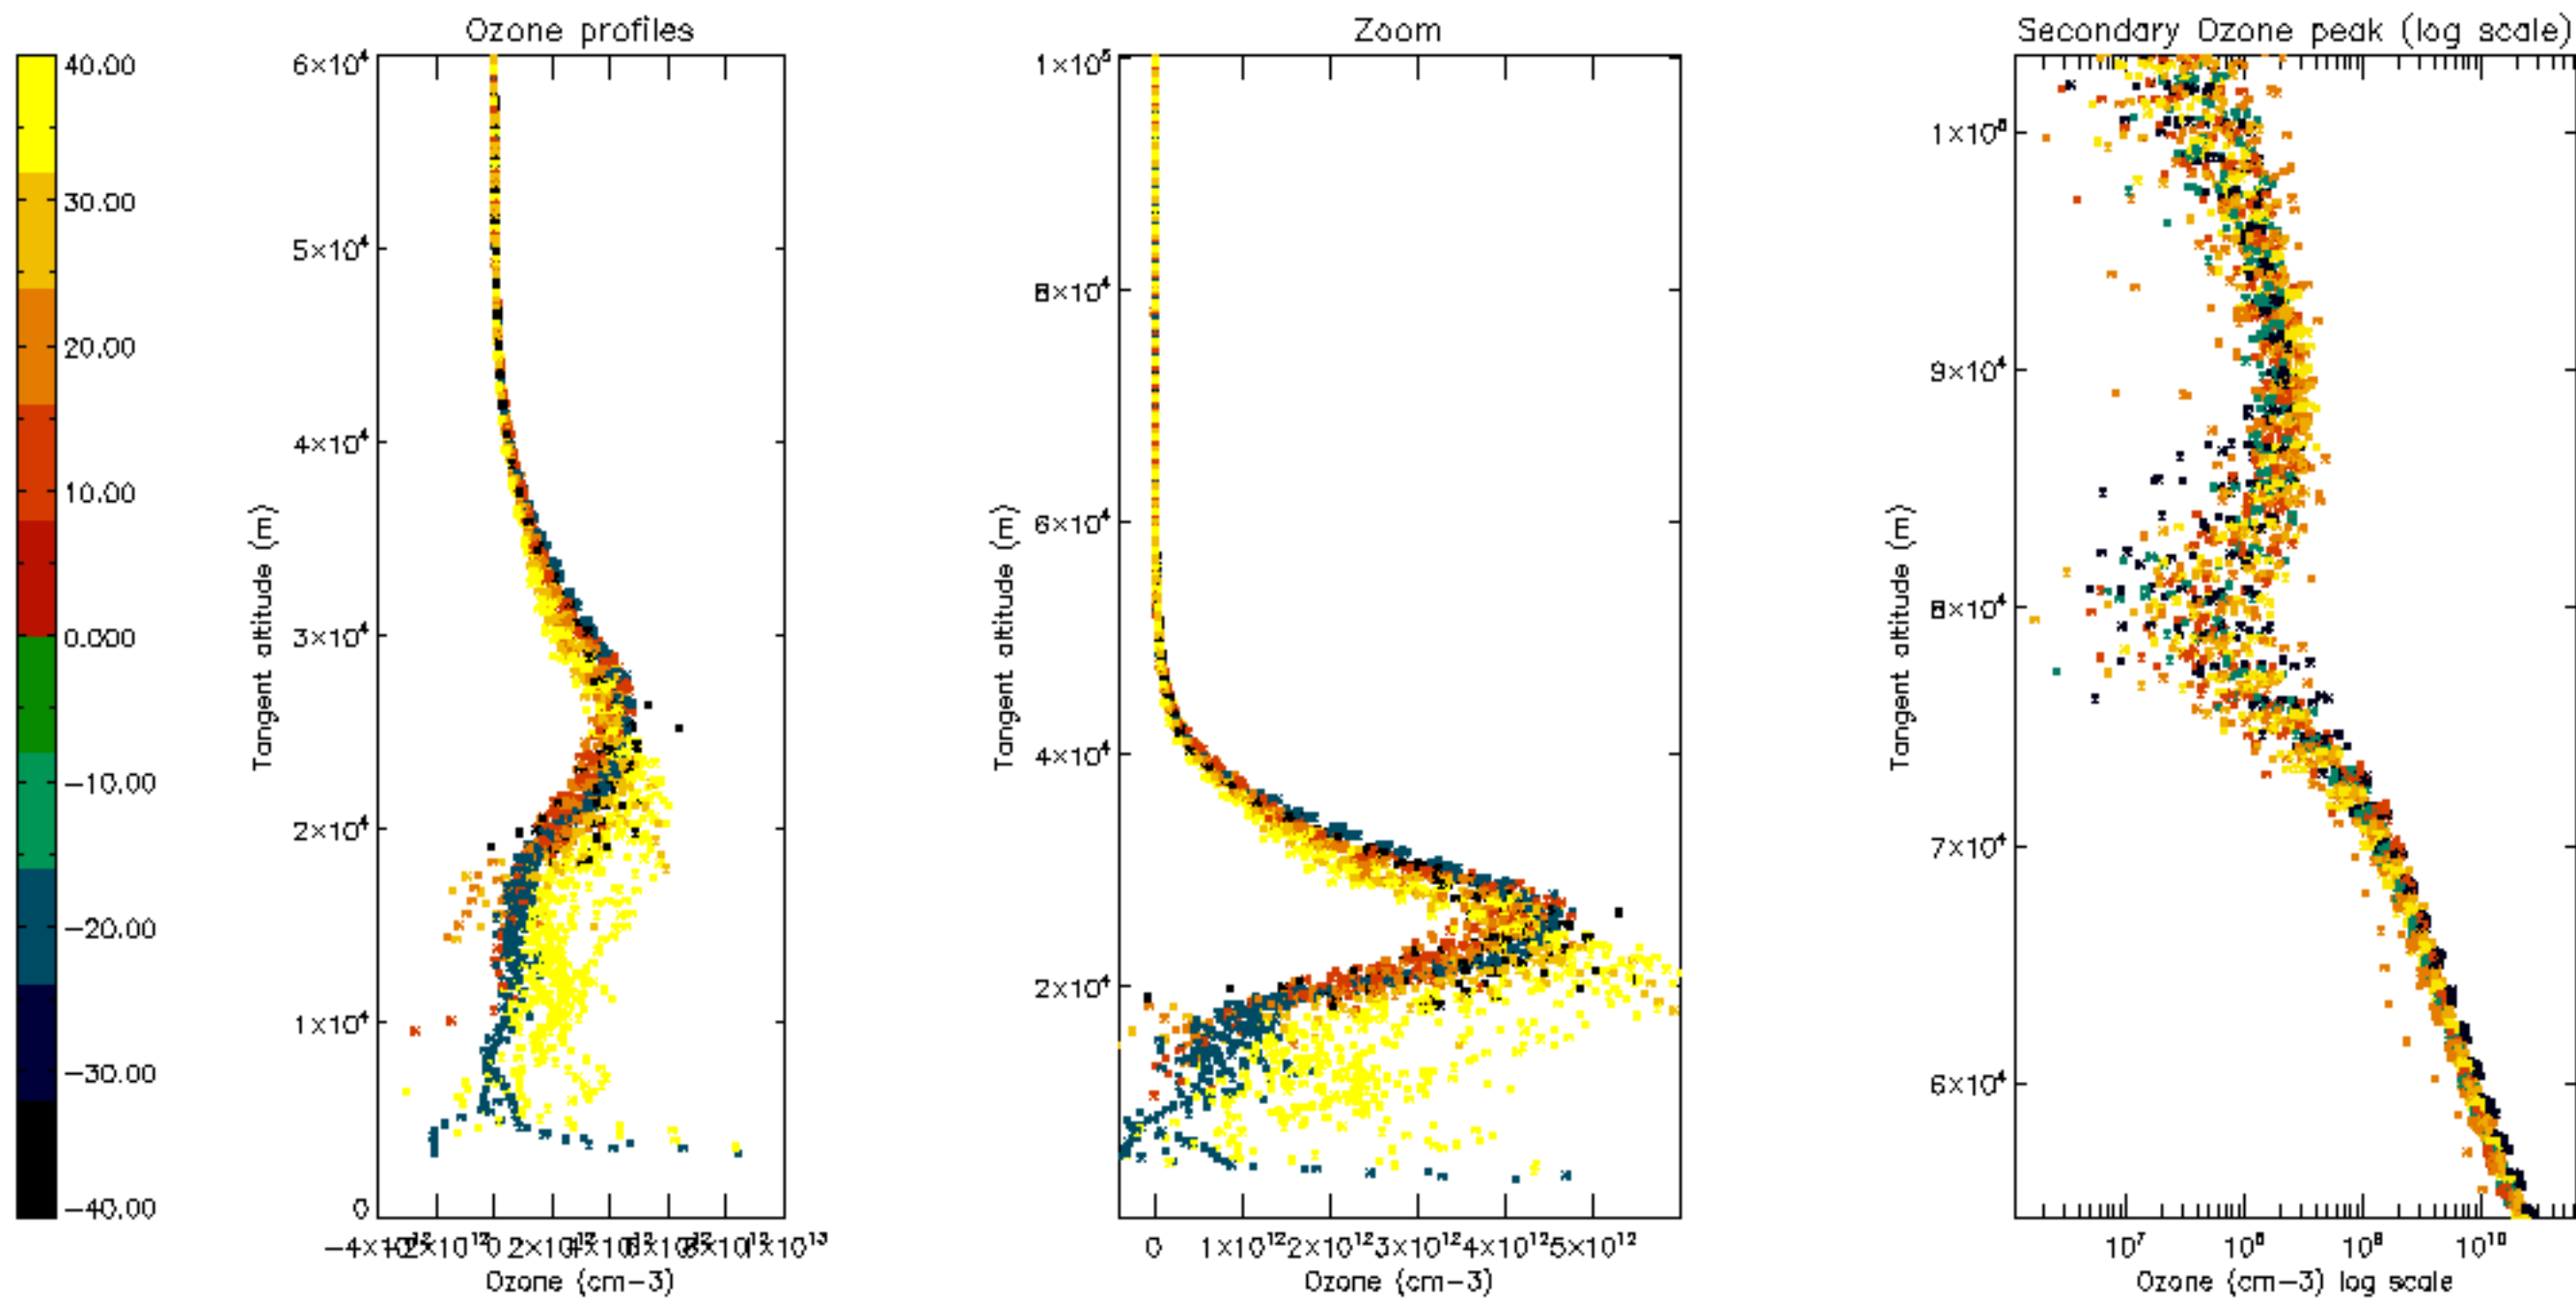 Ozone profiles
Zoom
Secondary Ozone peak (log scale)
40.00
30.00
20.00
10.00
−10.00
−20.00
−30.00
−40.00
6×10⁴
5×10⁴
4×10⁴
3×10⁴
2×10⁴
1×10⁴
0
Tangent altitude (m)
0
1×10¹³
Ozone (cm−3)
1×10⁵
8×10⁴
6×10⁴
4×10⁴
2×10⁴
Tangent altitude (m)
0 1×10¹² 2×10¹² 3×10¹² 4×10¹² 5×10¹²
Ozone (cm−3)
9×10⁴
8×10⁴
7×10⁴
6×10⁴
Tangent altitude (m)
10⁷ 10⁸ 10⁹ 10¹⁰
Ozone (cm−3) log scale